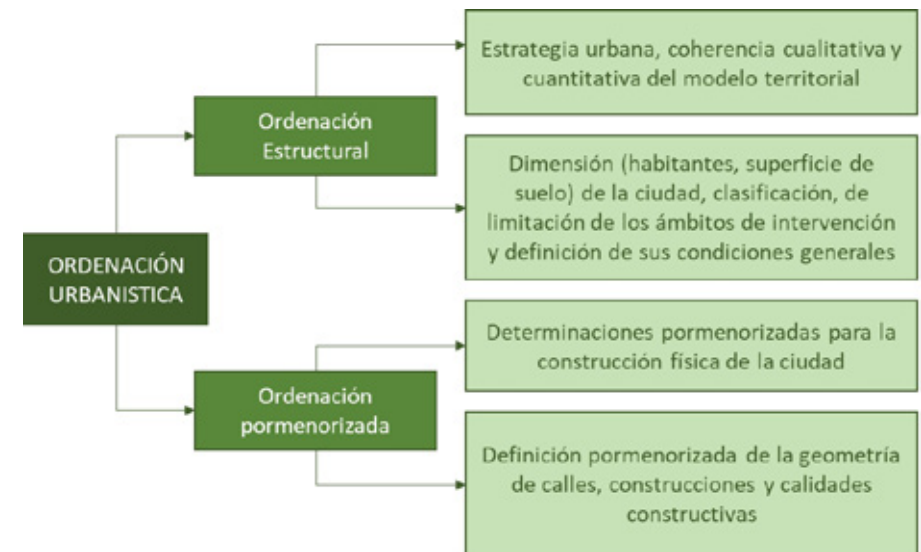 ORDENACIÓN
URBANISTICA
Ordenación
Estructural
Estrategia urbana, coherencia cualitativa y
cuantitativa del modelo territorial
Dimensión (habitantes, superficie de
suelo) de la ciudad, clasificación, de
limitación de los ámbitos de intervención
y definición de sus condiciones generales
Ordenación
pormenorizada
Determinaciones pormenorizadas para la
construcción física de la ciudad
Definición pormenorizada de la geometría
de calles, construcciones y calidades
constructivas